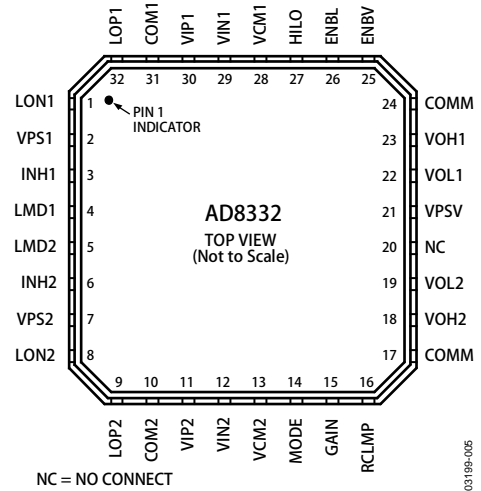 LOP1
COM1
VIP1
VIN1
VCM1
HILO
ENBL
ENBV
32 31 30 29 28 27 26 25
LON1 1
VPS1 2
INH1 3
LMD1 4
LMD2 5
INH2 6
VPS2 7
LON2 8
PIN 1
INDICATOR
AD8332
TOP VIEW
(Not to Scale)
24 COMM
23 VOH1
22 VOL1
21 VPSV
20 NC
19 VOL2
18 VOH2
17 COMM
9 10 11 12 13 14 15 16
LOP2
COM2
VIP2
VIN2
VCM2
MODE
GAIN
RCLMP
NC = NO CONNECT
03199-005